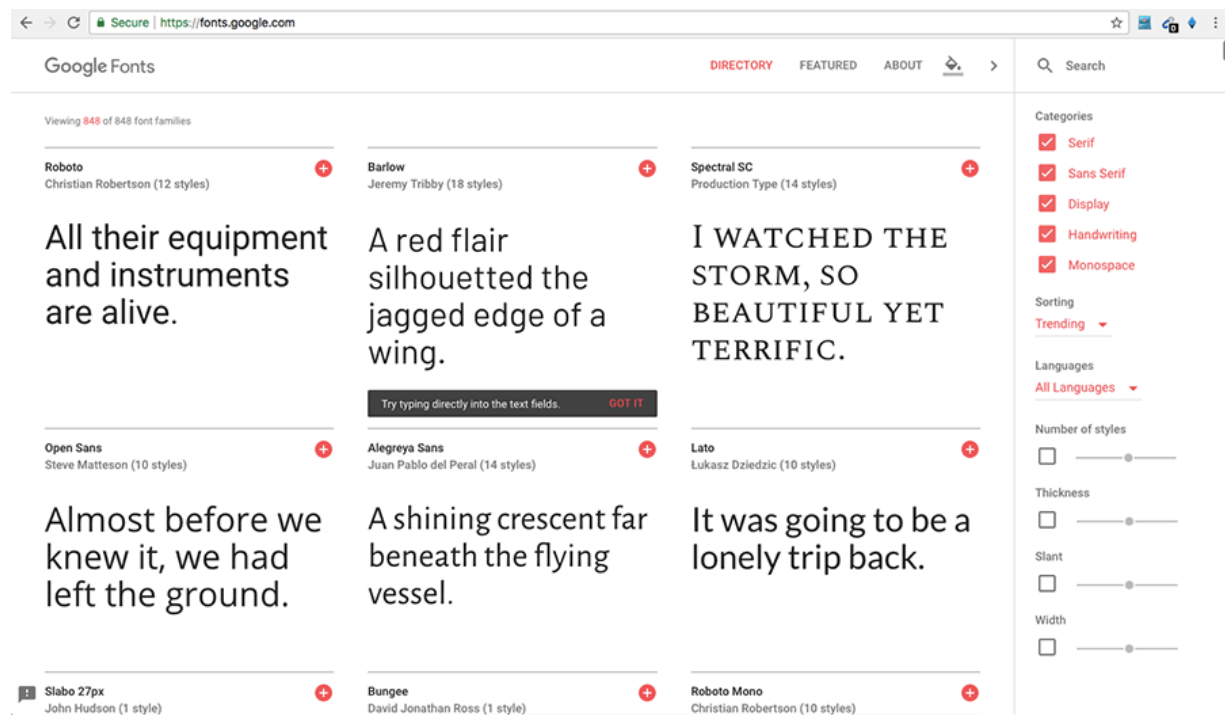 Secure | https://fonts.google.com
Google Fonts
DIRECTORY FEATURED ABOUT
Search
Viewing 848 of 848 font families
Roboto
Christian Robertson (12 styles)
All their equipment
and instruments
are alive.
Barlow
Jeremy Tribby (18 styles)
A red flair
silhouetted the
jagged edge of a
wing.
Try typing directly into the text fields. GOT IT
Spectral SC
Production Type (14 styles)
I WATCHED THE
STORM, SO
BEAUTIFUL YET
TERRIFIC.
Open Sans
Steve Matteson (10 styles)
Almost before we
knew it, we had
left the ground.
Alegreya Sans
Juan Pablo del Peral (14 styles)
A shining crescent far
beneath the flying
vessel.
Lato
Łukasz Dziedzic (10 styles)
It was going to be a
lonely trip back.
Slabo 27px
John Hudson (1 style)
Bungee
David Jonathan Ross (1 style)
Roboto Mono
Christian Robertson (10 styles)
Categories
Serif
Sans Serif
Display
Handwriting
Monospace
Sorting
Trending
Languages
All Languages
Number of styles
Thickness
Slant
Width